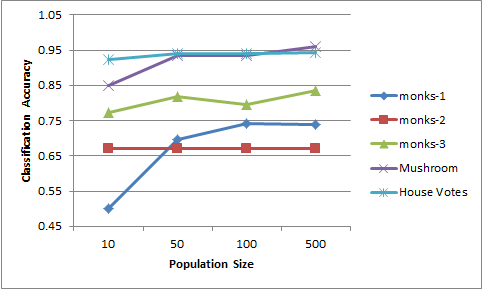 1.05
0.95
0.85
0.75
0.65
0.55
0.45
Classification Accuracy
10 50 100 500
Population Size
monks-1
monks-2
monks-3
Mushroom
House Votes